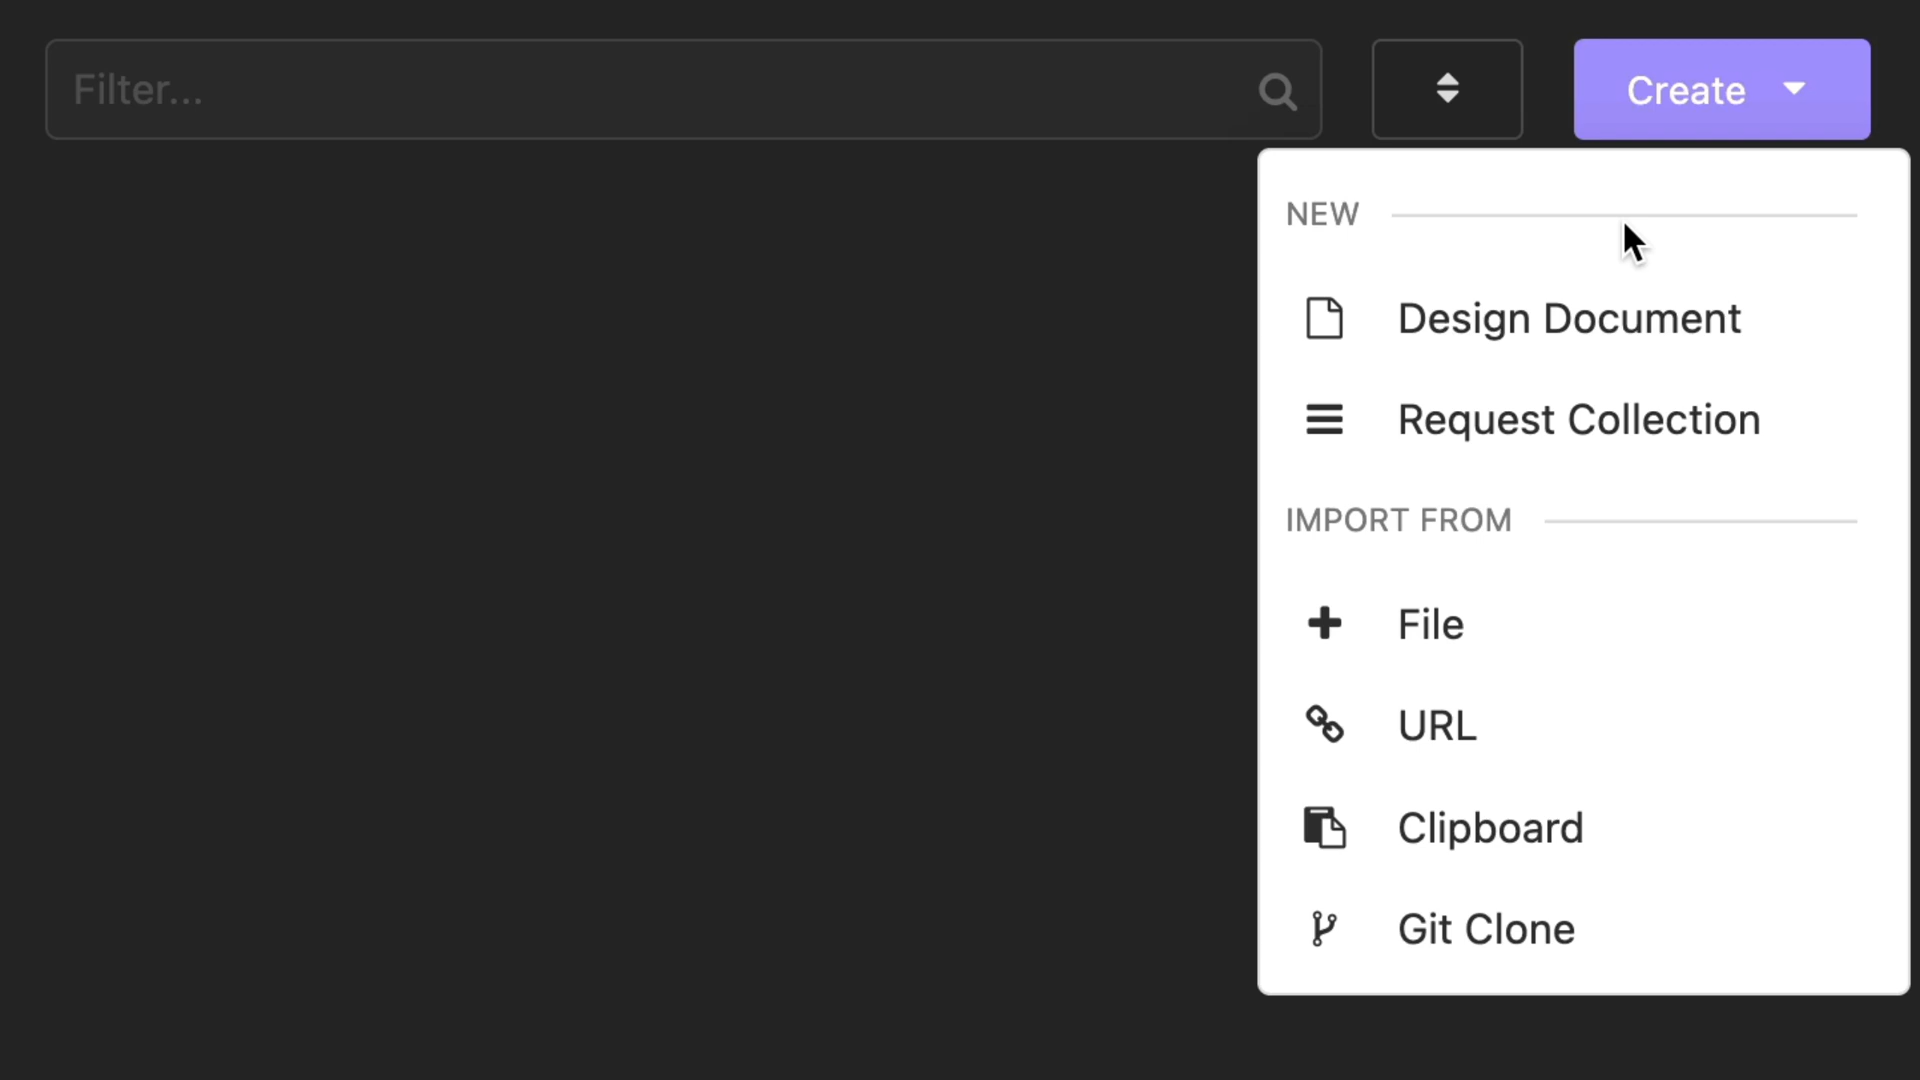 Filter...
Create
NEW
Design Document
Request Collection
IMPORT FROM
File
URL
Clipboard
Git Clone